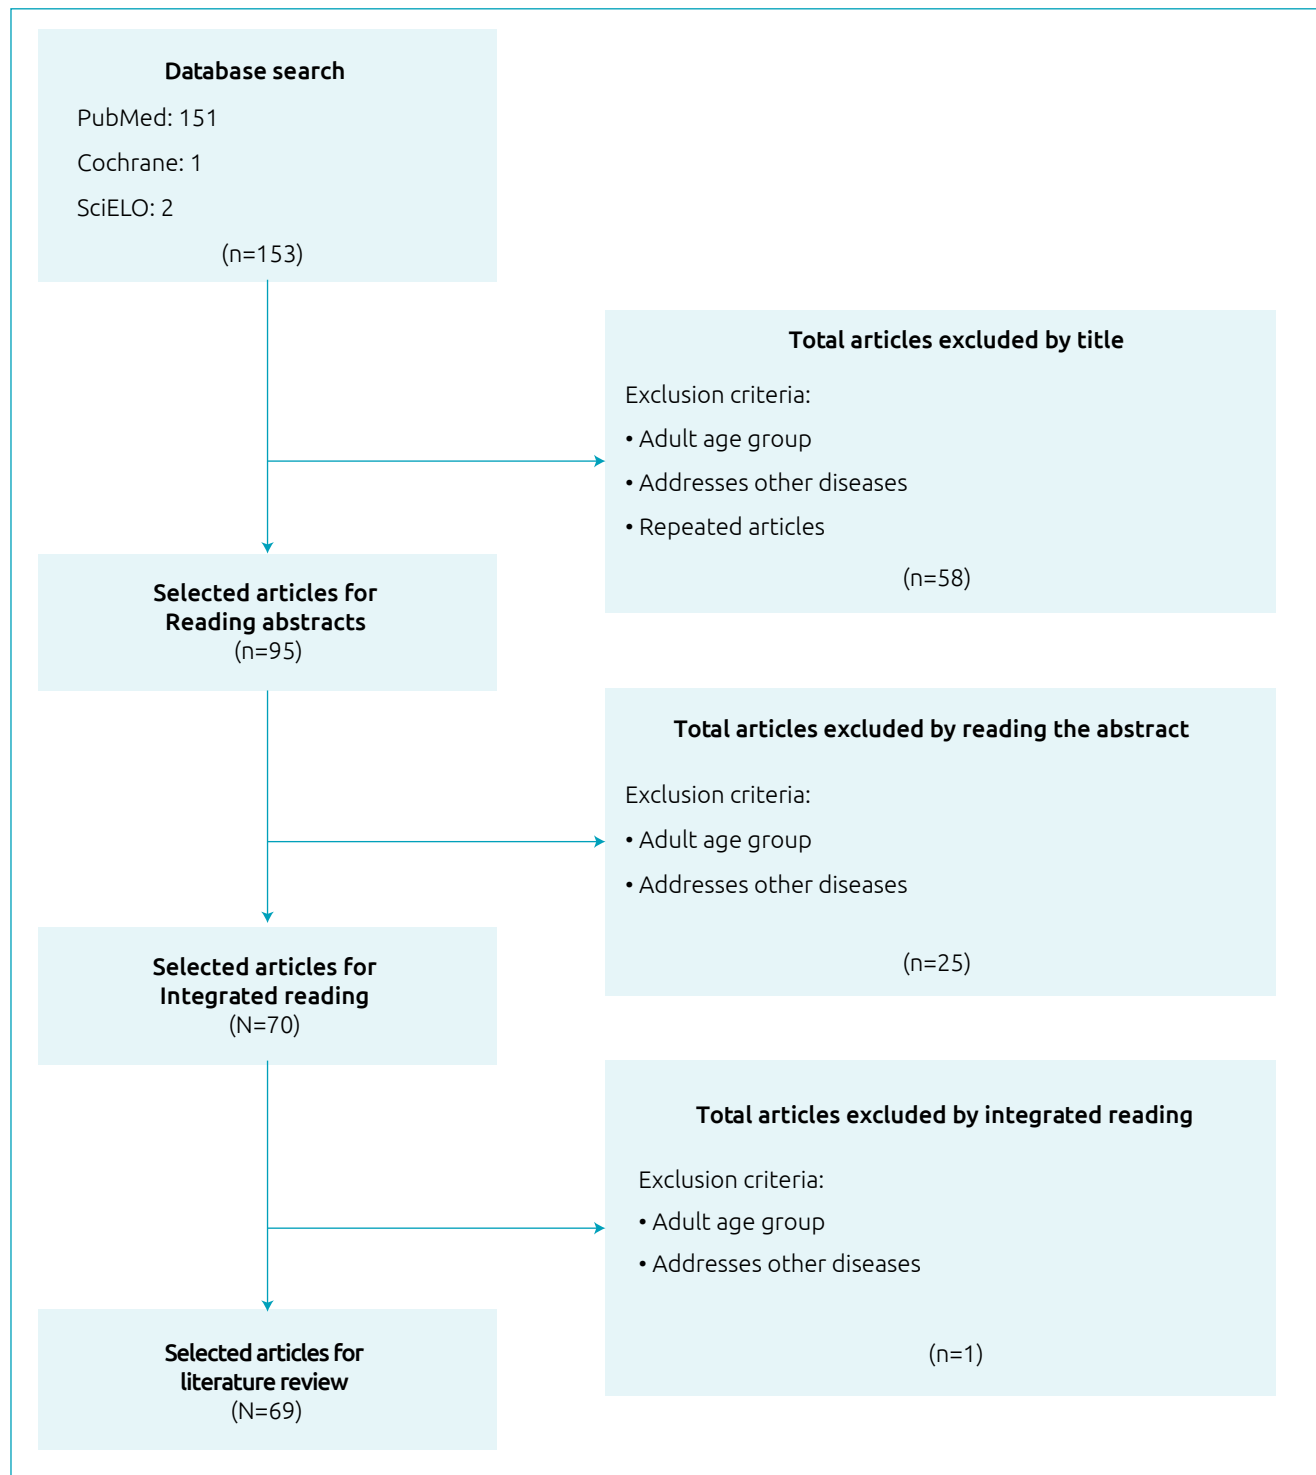 Database search
PubMed: 151
Cochrane: 1
SciELO: 2
(n=153)
Total articles excluded by title
Exclusion criteria:
• Adult age group
• Addresses other diseases
• Repeated articles
(n=58)
Selected articles for
Reading abstracts
(n=95)
Total articles excluded by reading the abstract
Exclusion criteria:
• Adult age group
• Addresses other diseases
(n=25)
Selected articles for
Integrated reading
(N=70)
Total articles excluded by integrated reading
Exclusion criteria:
• Adult age group
• Addresses other diseases
(n=1)
Selected articles for
literature review
(N=69)